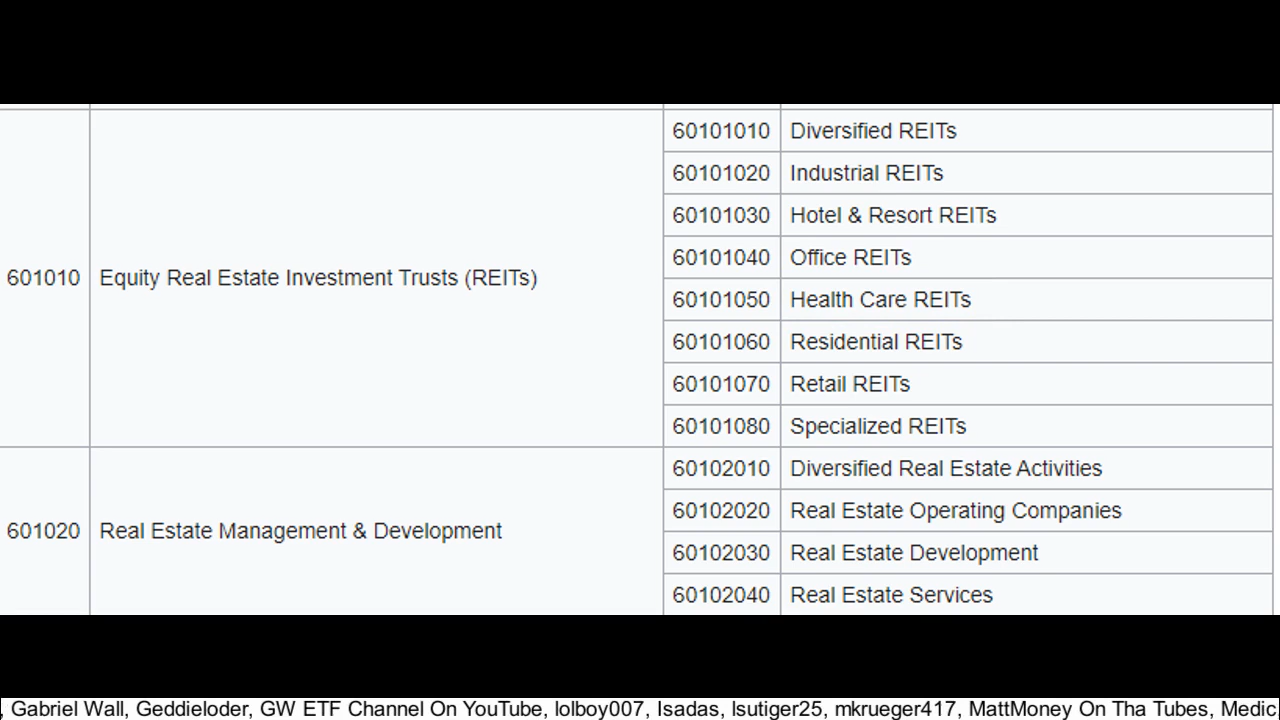 60101010 Diversified REITs
60101020 Industrial REITs
60101030 Hotel & Resort REITs
60101040 Office REITs
601010 Equity Real Estate Investment Trusts (REITs)
60101050 Health Care REITs
60101060 Residential REITs
60101070 Retail REITs
60101080 Specialized REITs
60102010 Diversified Real Estate Activities
60102020 Real Estate Operating Companies
601020 Real Estate Management & Development
60102030 Real Estate Development
60102040 Real Estate Services
, Gabriel Wall, Geddieloder, GW ETF Channel On YouTube, lolboy007, Isadas, lsutiger25, mkrueger417, MattMoney On Tha Tubes, Medic